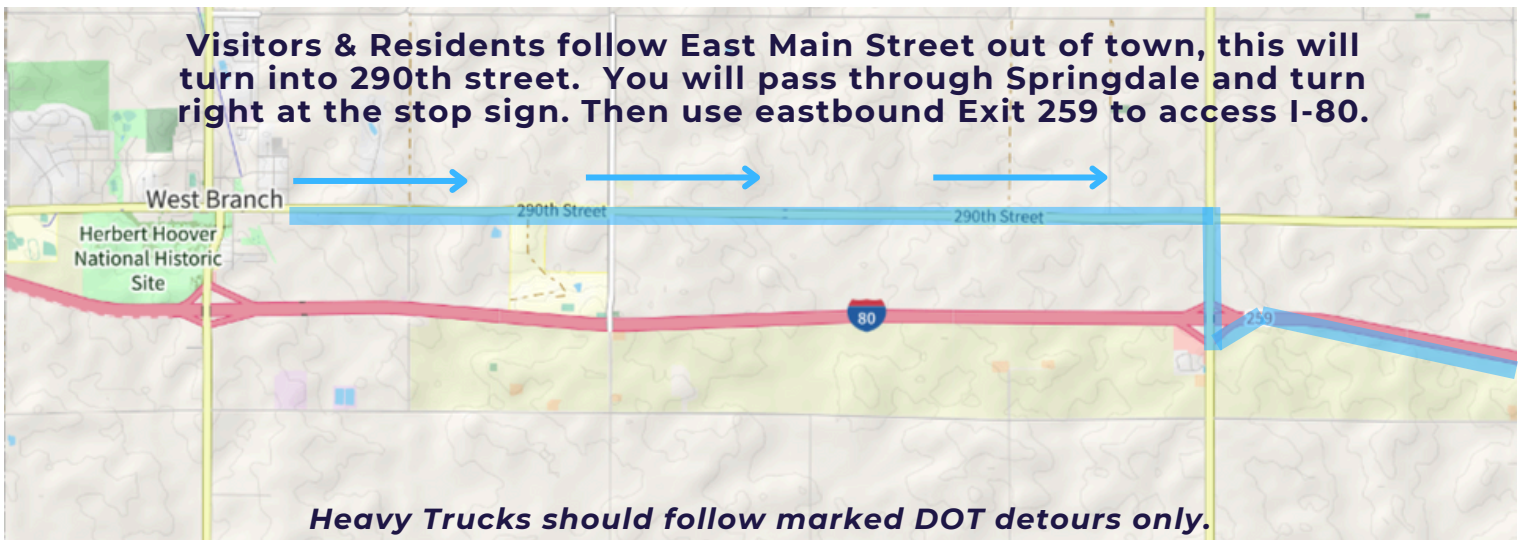 Visitors & Residents follow East Main Street out of town, this will
turn into 290th street. You will pass through Springdale and turn
right at the stop sign. Then use eastbound Exit 259 to access I-80.
West Branch
290th Street
290th Street
Herbert Hoover
National Historic
Site
80
259
Heavy Trucks should follow marked DOT detours only.